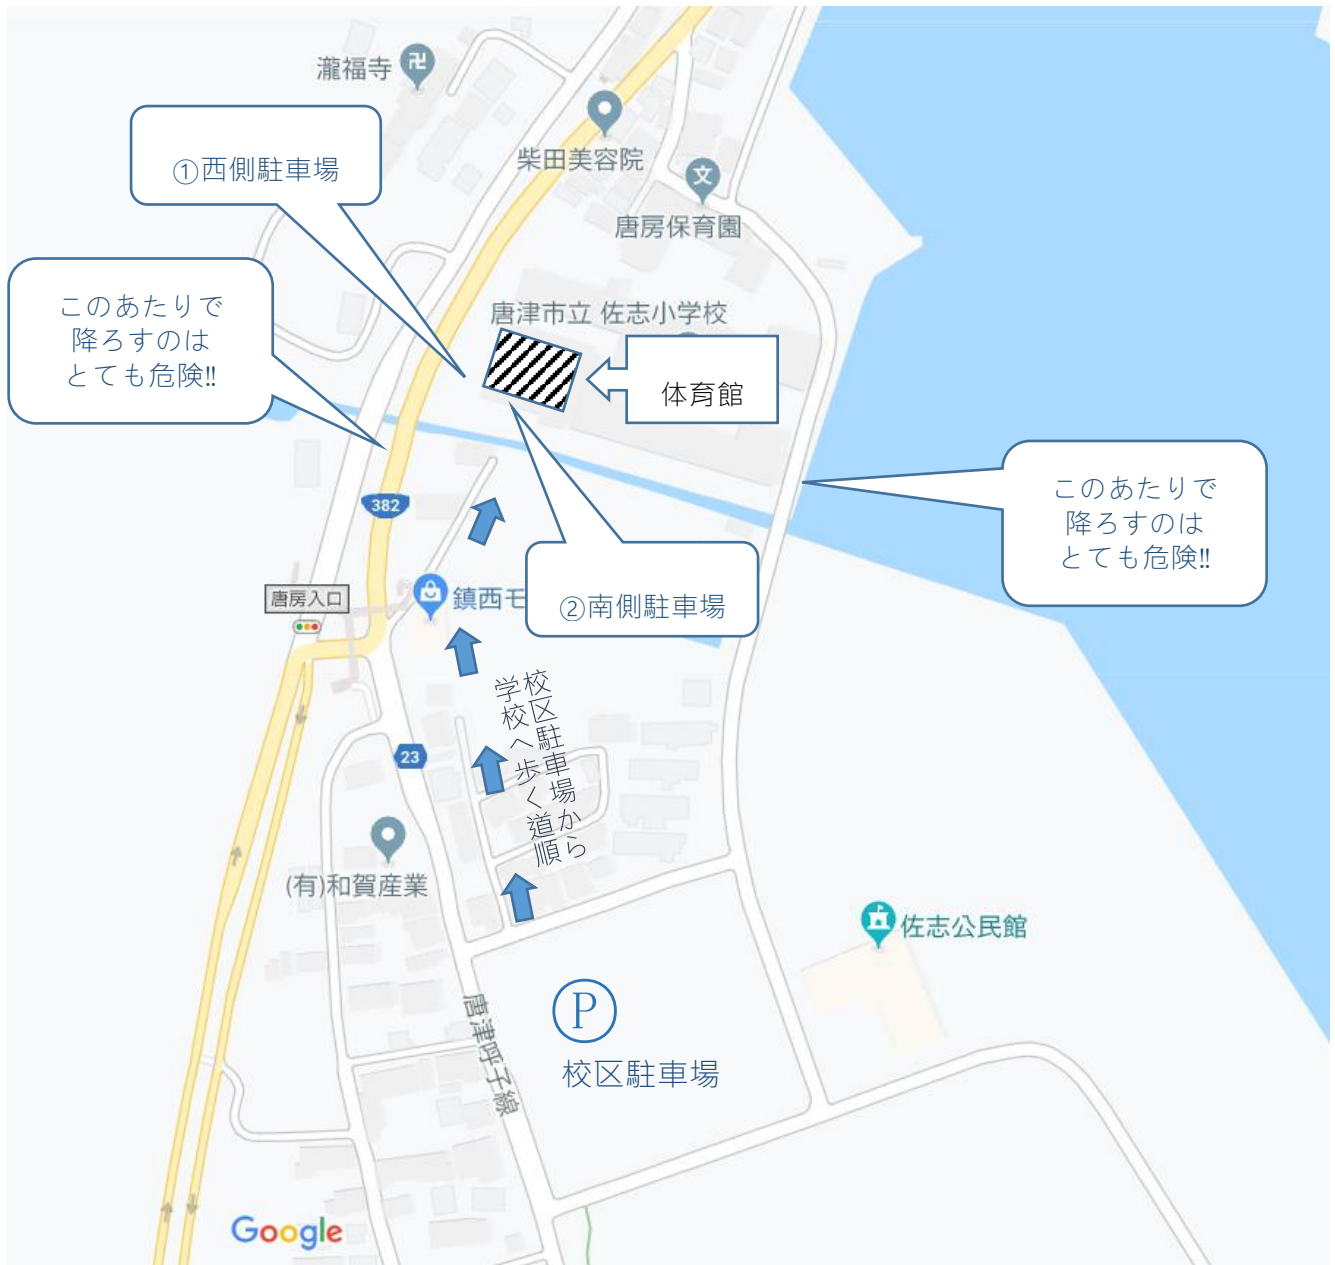 瀧福寺
柴田美容院
①西側駐車場
文
唐房保育園
このあたりで
降ろすのは
とても危険‼
唐津市立 佐志小学校
体育館
382
このあたりで
降ろすのは
とても危険‼
唐房入口
鎮西モ
②南側駐車場
校区駐車場から
学校へ歩く道順
23
(有)和賀産業
佐志公民館
P
校区駐車場
唐津呼子線
Google